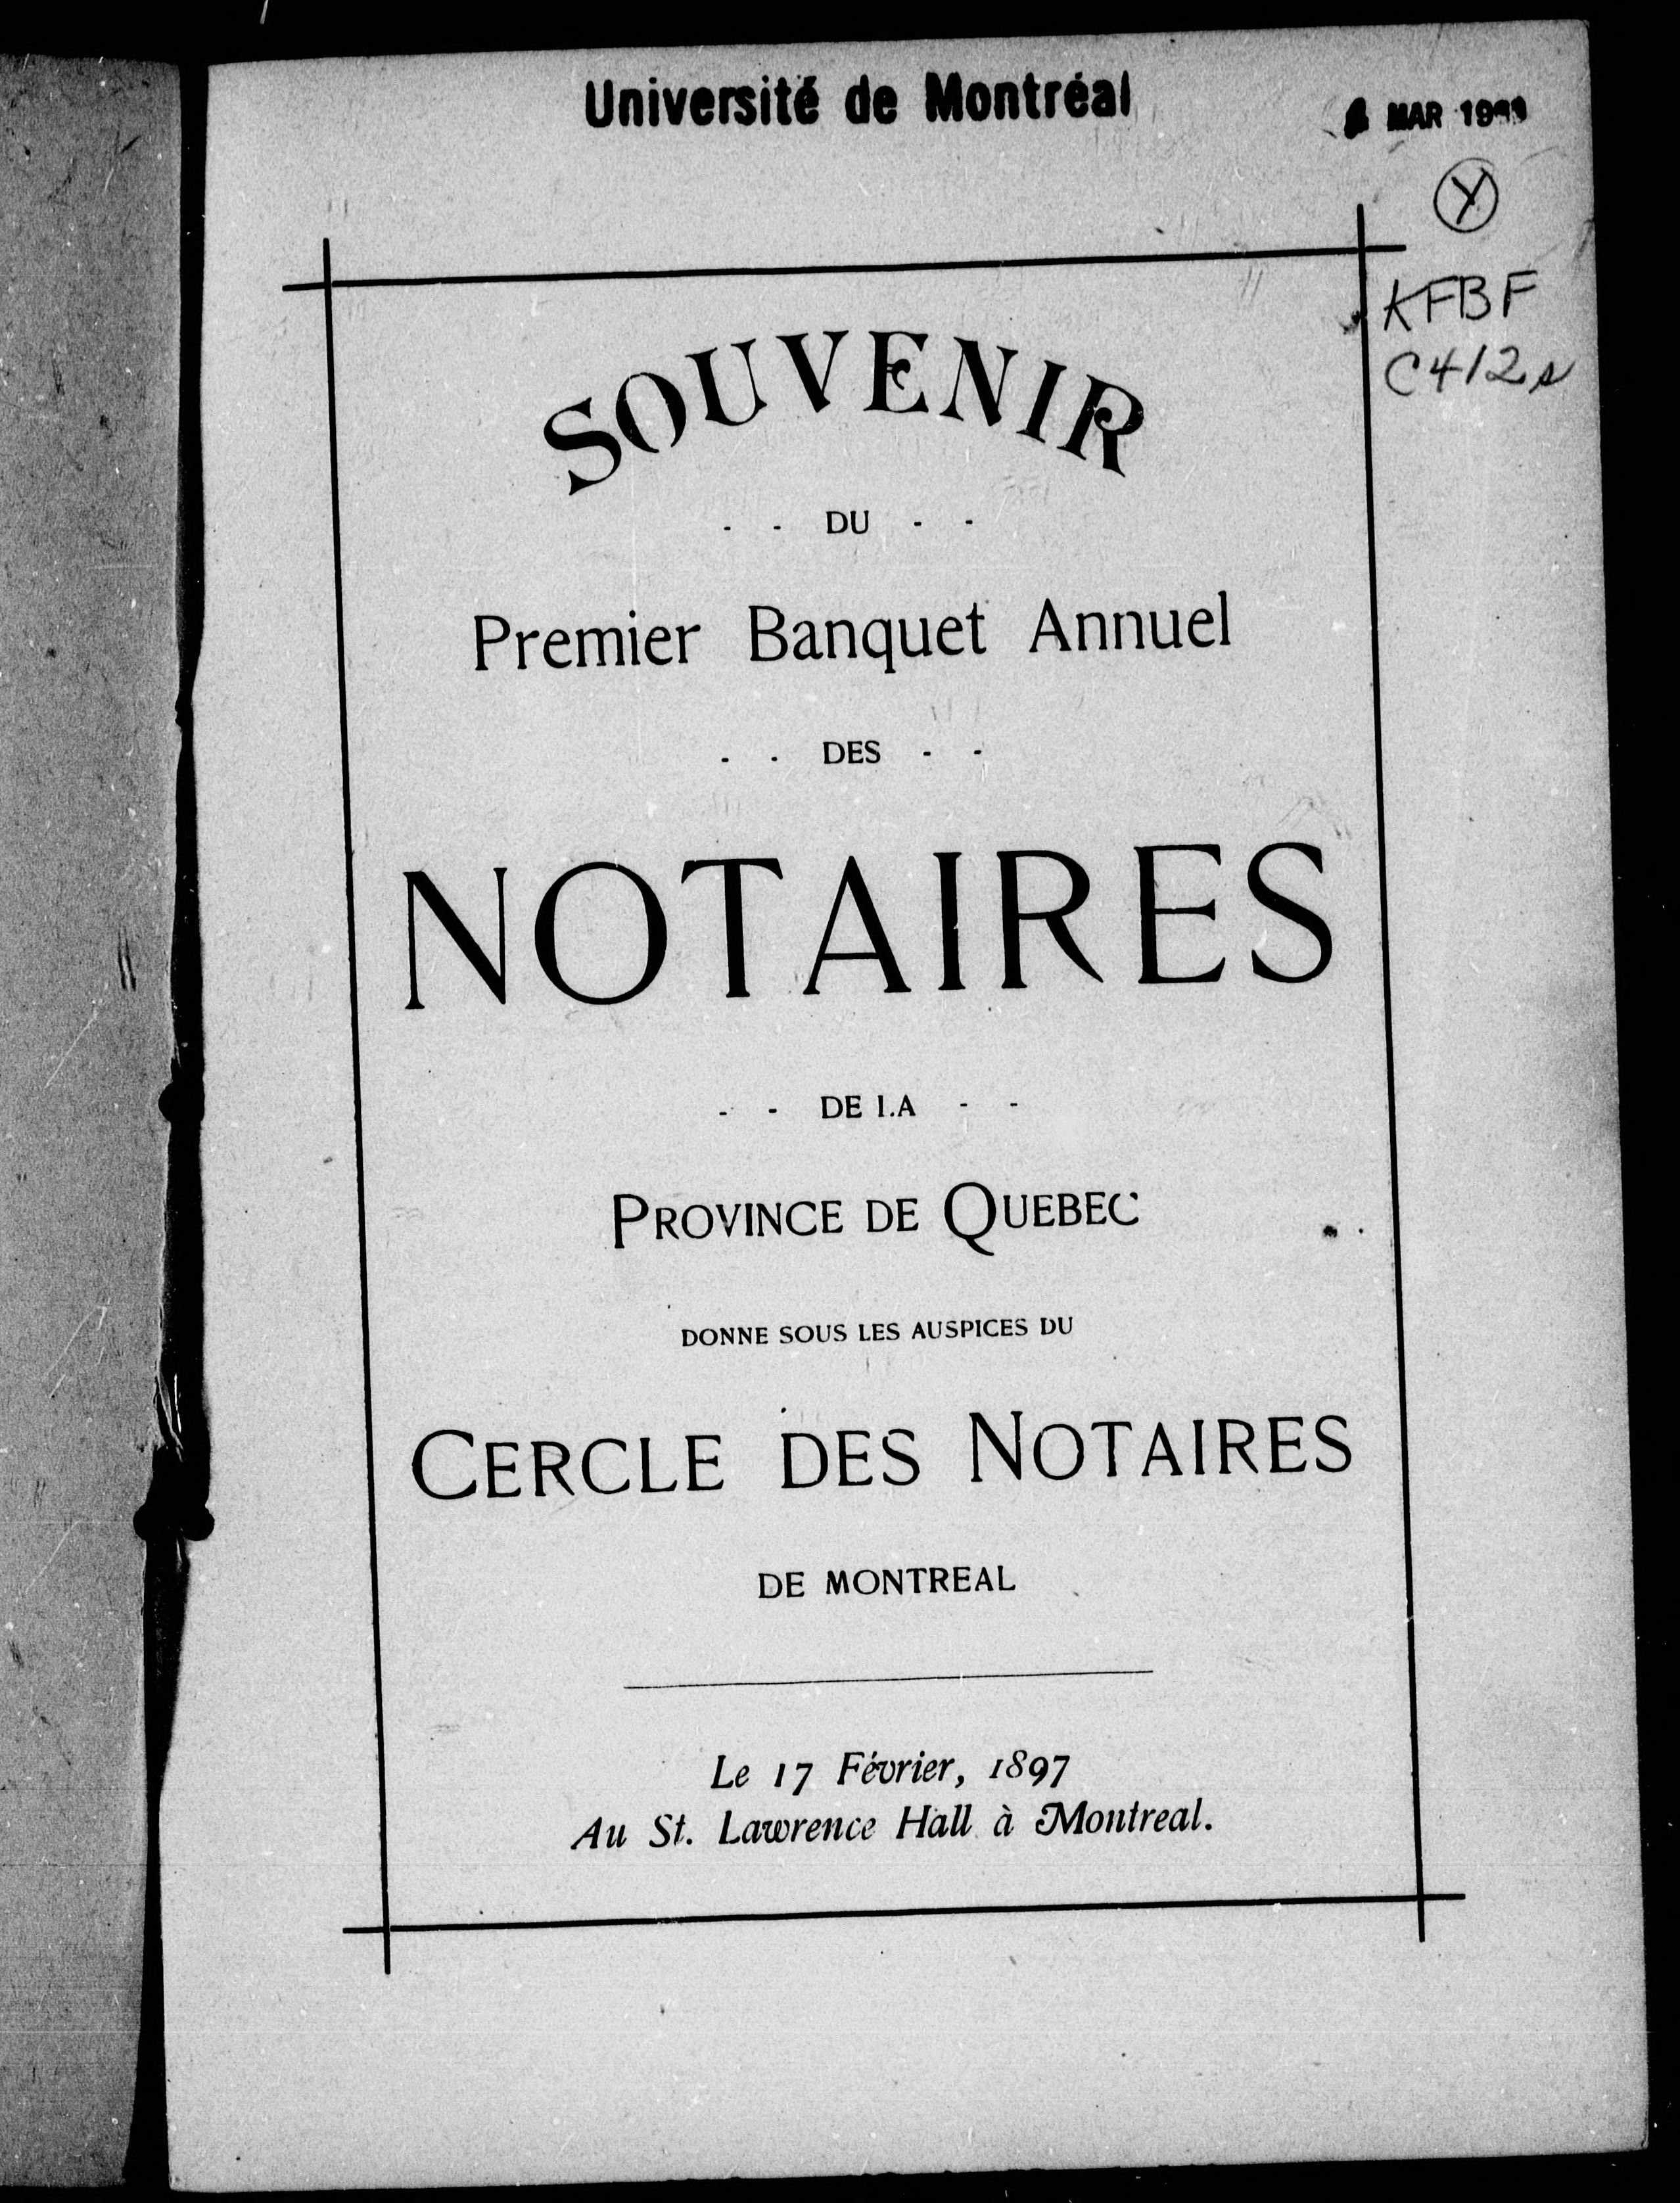 Université de Montréal
MAR
Y
KFBF
C412s
SOUVENIR
- - DU - -
Premier Banquet Annuel
- - DES - -
NOTAIRES
- - DE LA - -
PROVINCE DE QUEBEC
DONNE SOUS LES AUSPICES DU
CERCLE DES NOTAIRES
DE MONTREAL
Le 17 Février, 1897
Au St. Lawrence Hall à Montreal.